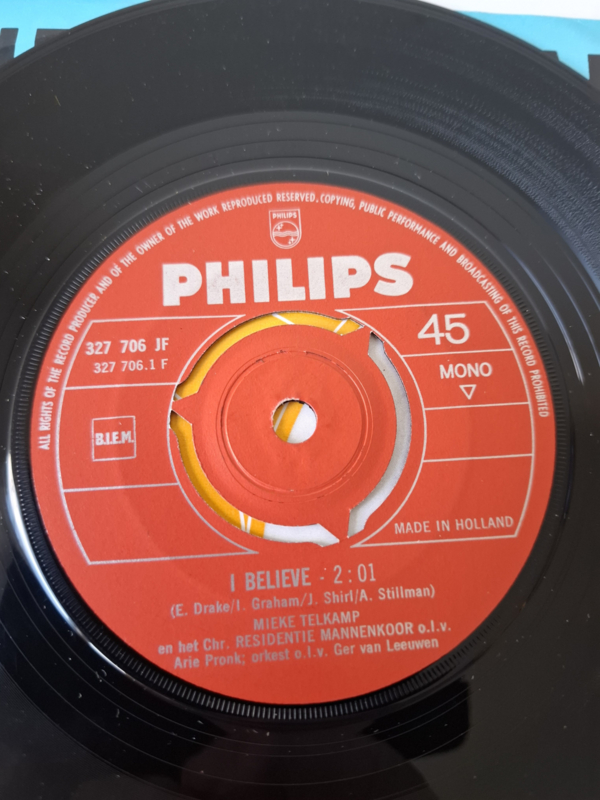 ALL RIGHTS OF THE RECORD PRODUCER AND OF THE OWNER OF THE WORK REPRODUCED RESERVED. COPYING, PUBLIC PERFORMANCE AND BROADCASTING OF THIS RECORD PROHIBITED
PHILIPS
PHILIPS
327 706 JF
327 706.1 F
45
MONO
B.I.E.M.
MADE IN HOLLAND
I BELIEVE - 2:01
(E. Drake/I. Graham/J. Shirl/A. Stillman)
MIEKE TELKAMP
en het Chr. RESIDENTIE MANNENKOOR o.l.v.
Arie Pronk; orkest o.l.v. Ger van Leeuwen